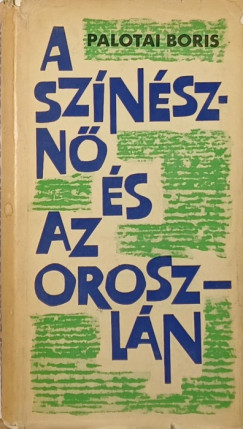 A
PALOTAI BORIS
SZÍNÉSZ-
NŐ
ÉS
AZ
OROSZ-
LÁN